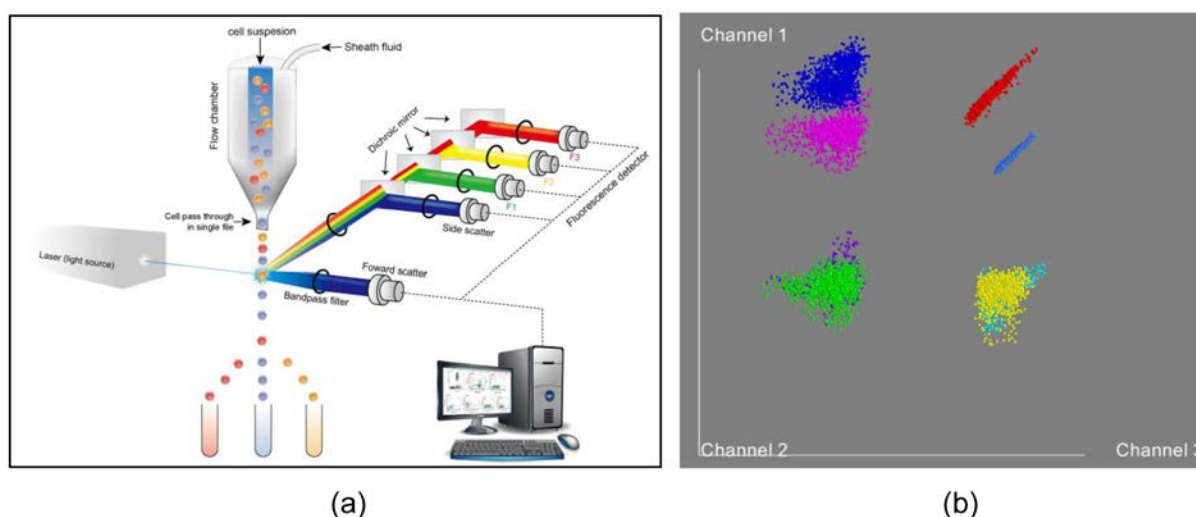 cell suspesion
Sheath fluid
Flow chamber
Dichroic mirror
F3
F2
F1
Cell pass through
in single file
Side scatter
Fluorescence detector
Laser (light source)
Foward scatter
Bandpass filter
(a)
Channel 1
Channel 2
Channel 3
(b)